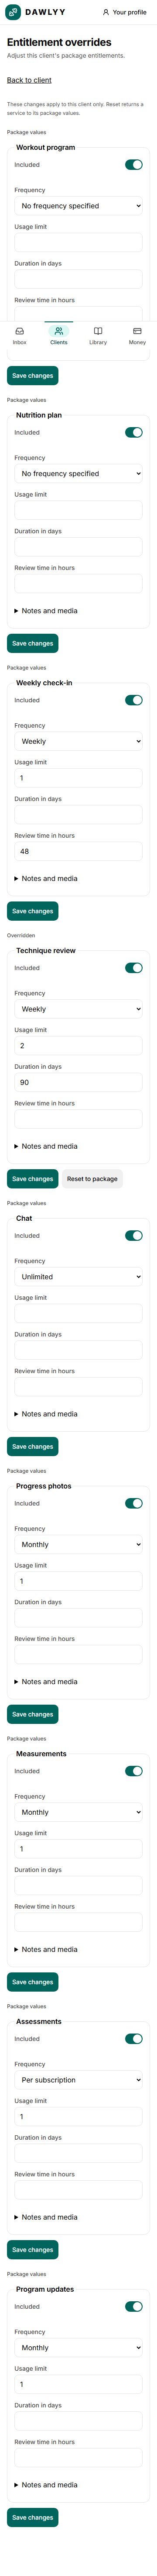 DAWLYY
Your profile
Entitlement overrides
Adjust this client's package entitlements.
Back to client
These changes apply to this client only. Reset returns a
service to its package values.
Package values
Workout program
Included
Frequency
No frequency specified
Usage limit
Duration in days
Review time in hours
Inbox
Clients
Library
Money
Save changes
Package values
Nutrition plan
Included
Frequency
No frequency specified
Usage limit
Duration in days
Review time in hours
Notes and media
Save changes
Package values
Weekly check-in
Included
Frequency
Weekly
Usage limit
1
Duration in days
Review time in hours
48
Notes and media
Save changes
Overridden
Technique review
Included
Frequency
Weekly
Usage limit
2
Duration in days
90
Review time in hours
Notes and media
Save changes
Reset to package
Package values
Chat
Included
Frequency
Unlimited
Usage limit
Duration in days
Review time in hours
Notes and media
Save changes
Package values
Progress photos
Included
Frequency
Monthly
Usage limit
1
Duration in days
Review time in hours
Notes and media
Save changes
Package values
Measurements
Included
Frequency
Monthly
Usage limit
1
Duration in days
Review time in hours
Notes and media
Save changes
Package values
Assessments
Included
Frequency
Per subscription
Usage limit
1
Duration in days
Review time in hours
Notes and media
Save changes
Package values
Program updates
Included
Frequency
Monthly
Usage limit
1
Duration in days
Review time in hours
Notes and media
Save changes